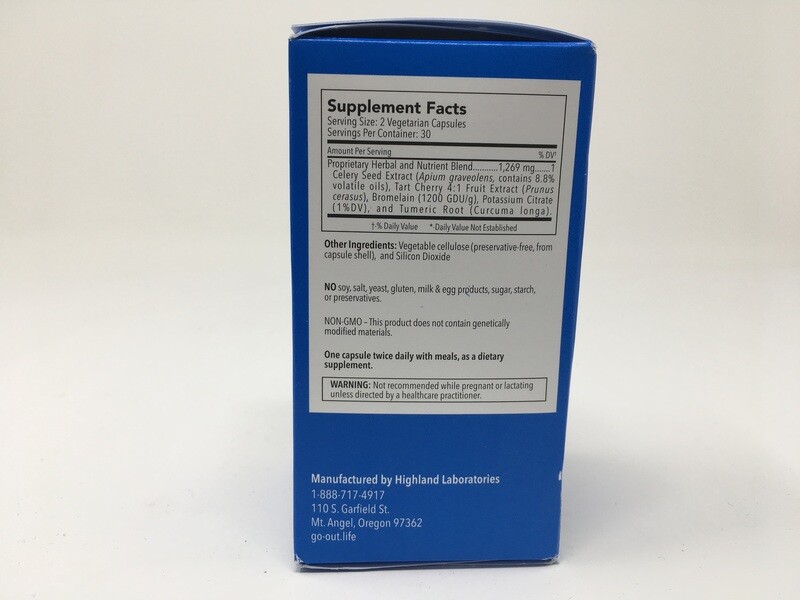 Supplement Facts
Serving Size: 2 Vegetarian Capsules
Servings Per Container: 30
Amount Per Serving % DV†
Proprietary Herbal and Nutrient Blend...........1,269 mg......1
Celery Seed Extract (Apium graveolens, contains 8.8%
volatile oils), Tart Cherry 4:1 Fruit Extract (Prunus
cerasus), Bromelain (1200 GDU/g), Potassium Citrate
(1%DV), and Tumeric Root (Curcuma longa).
†-% Daily Value *-Daily Value Not Established
Other Ingredients: Vegetable cellulose (preservative-free, from
capsule shell), and Silicon Dioxide
NO soy, salt, yeast, gluten, milk & egg products, sugar, starch,
or preservatives.
NON-GMO – This product does not contain genetically
modified materials.
One capsule twice daily with meals, as a dietary
supplement.
WARNING: Not recommended while pregnant or lactating
unless directed by a healthcare practitioner.
Manufactured by Highland Laboratories
1-888-717-4917
110 S. Garfield St.
Mt. Angel, Oregon 97362
go-out.life